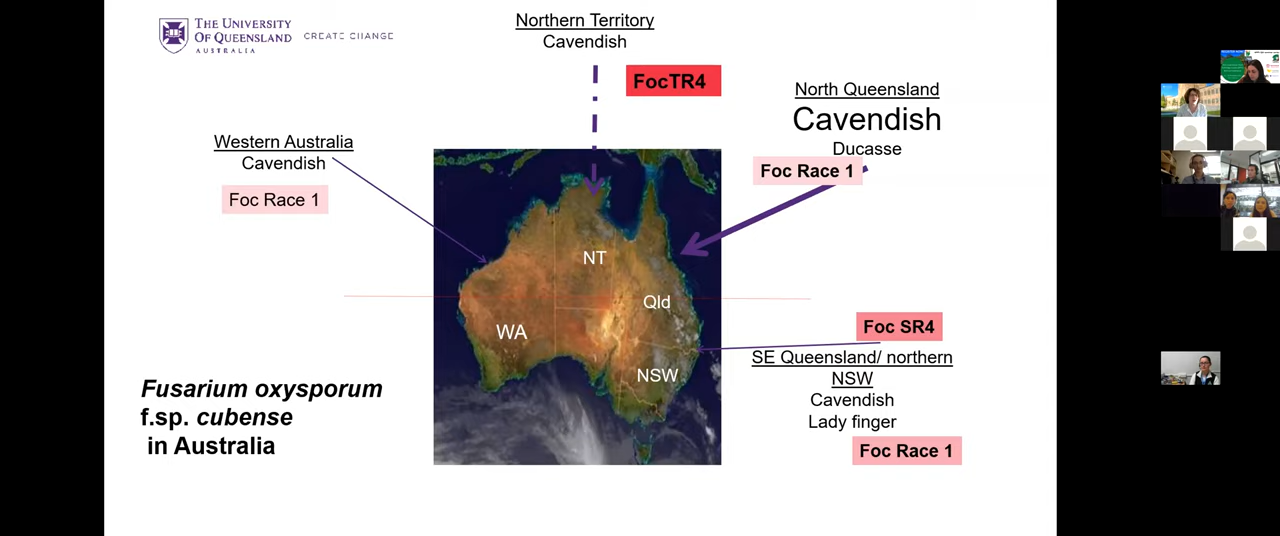 THE UNIVERSITY
OF QUEENSLAND
AUSTRALIA
CREATE CHANGE
Northern Territory
Cavendish
FocTR4
North Queensland
Cavendish
Ducasse
Foc Race 1
Western Australia
Cavendish
Foc Race 1
NT
Qld
WA
NSW
Foc SR4
SE Queensland/ northern
NSW
Cavendish
Lady finger
Foc Race 1
Fusarium oxysporum
f.sp. cubense
in Australia